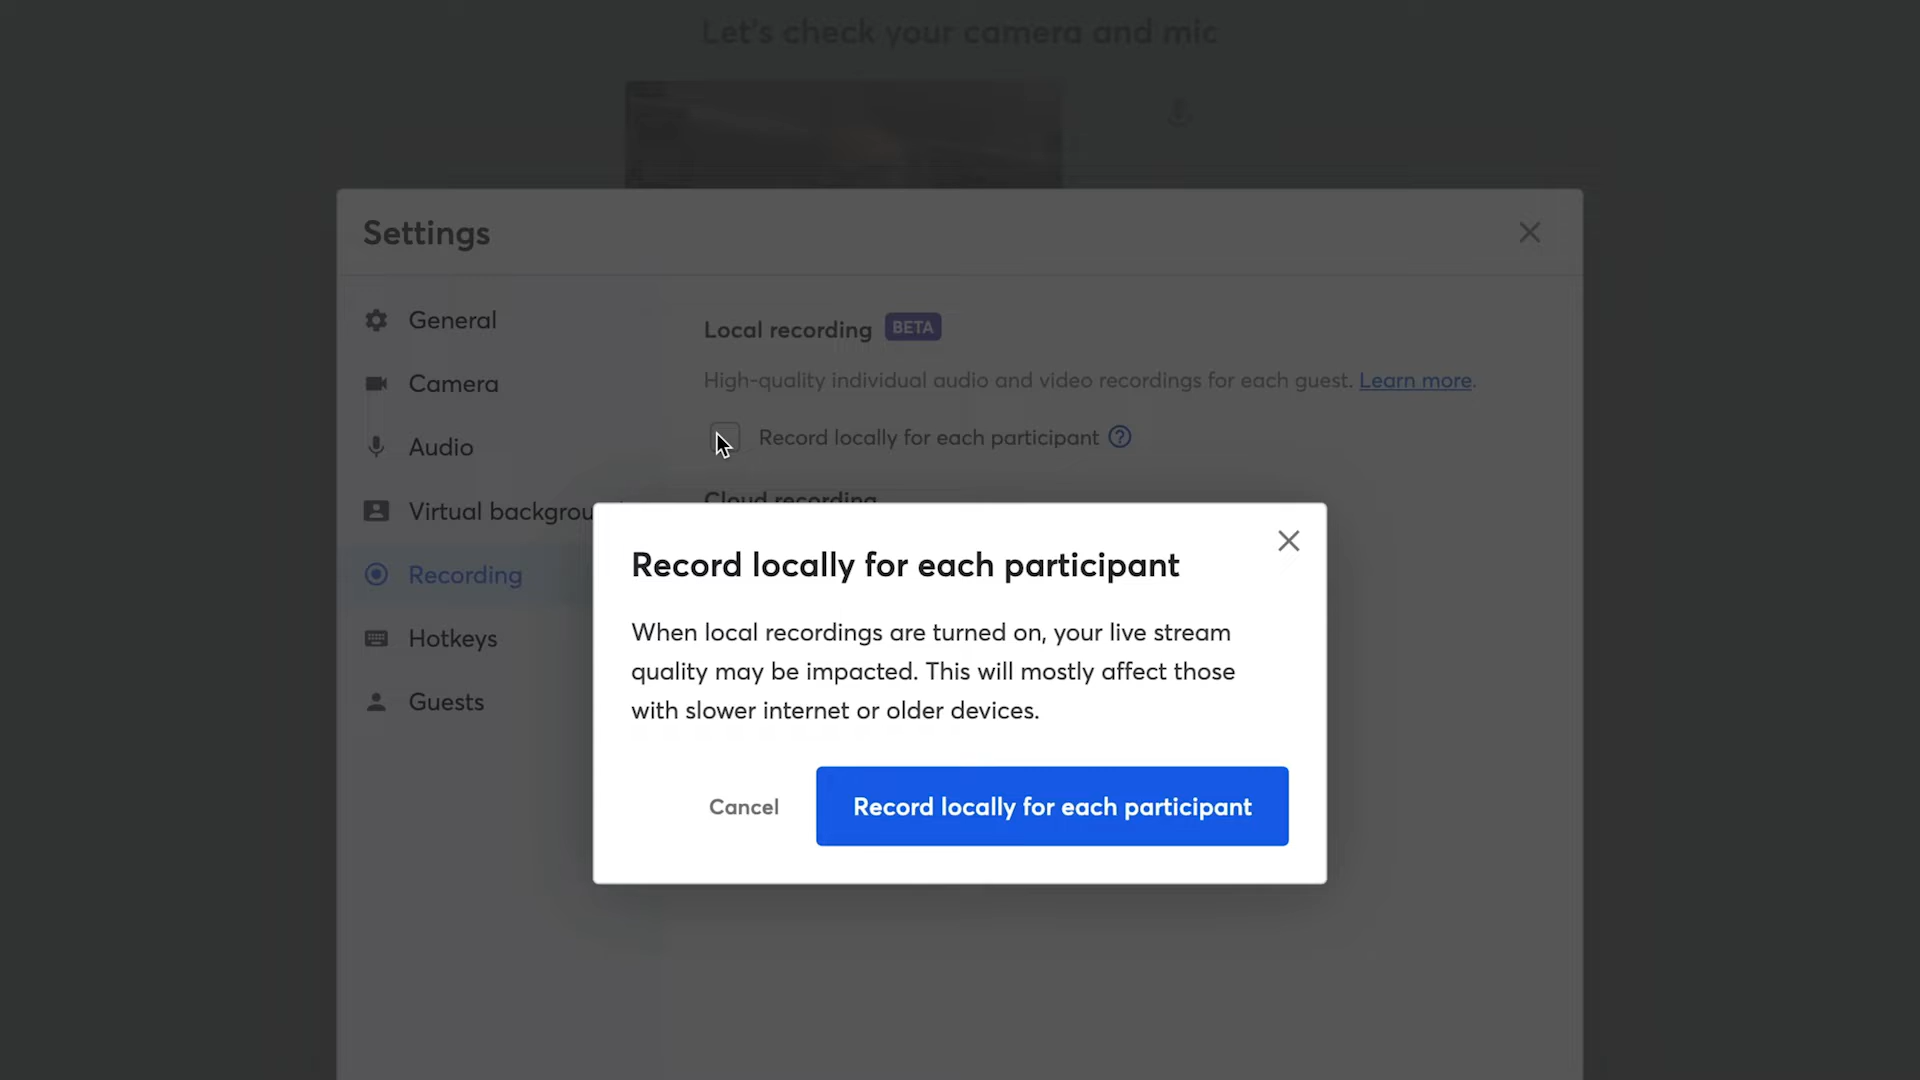 Let's check your camera and mic
Settings
General
Camera
Audio
Virtual backgrou
Recording
Hotkeys
Guests
Local recording BETA
High-quality individual audio and video recordings for each guest. Learn more.
Record locally for each participant
Cloud recording
Record locally for each participant
When local recordings are turned on, your live stream
quality may be impacted. This will mostly affect those
with slower internet or older devices.
Cancel
Record locally for each participant